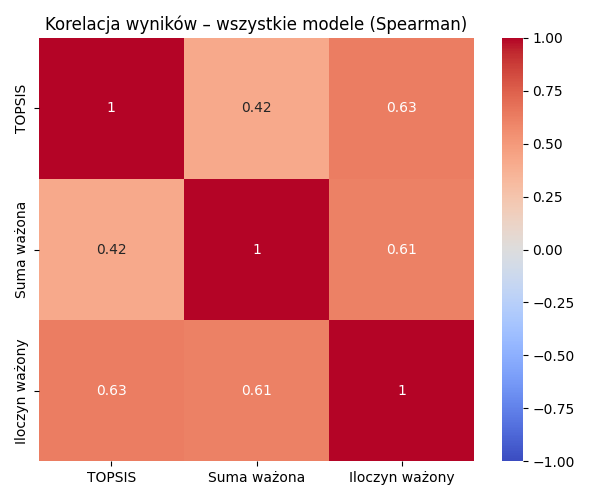 Korelacja wyników – wszystkie modele (Spearman)
TOPSIS
Suma ważona
Iloczyn ważony
1 0.42 0.63
0.42 1 0.61
0.63 0.61 1
TOPSIS Suma ważona Iloczyn ważony
1.00
0.75
0.50
0.25
0.00
−0.25
−0.50
−0.75
−1.00